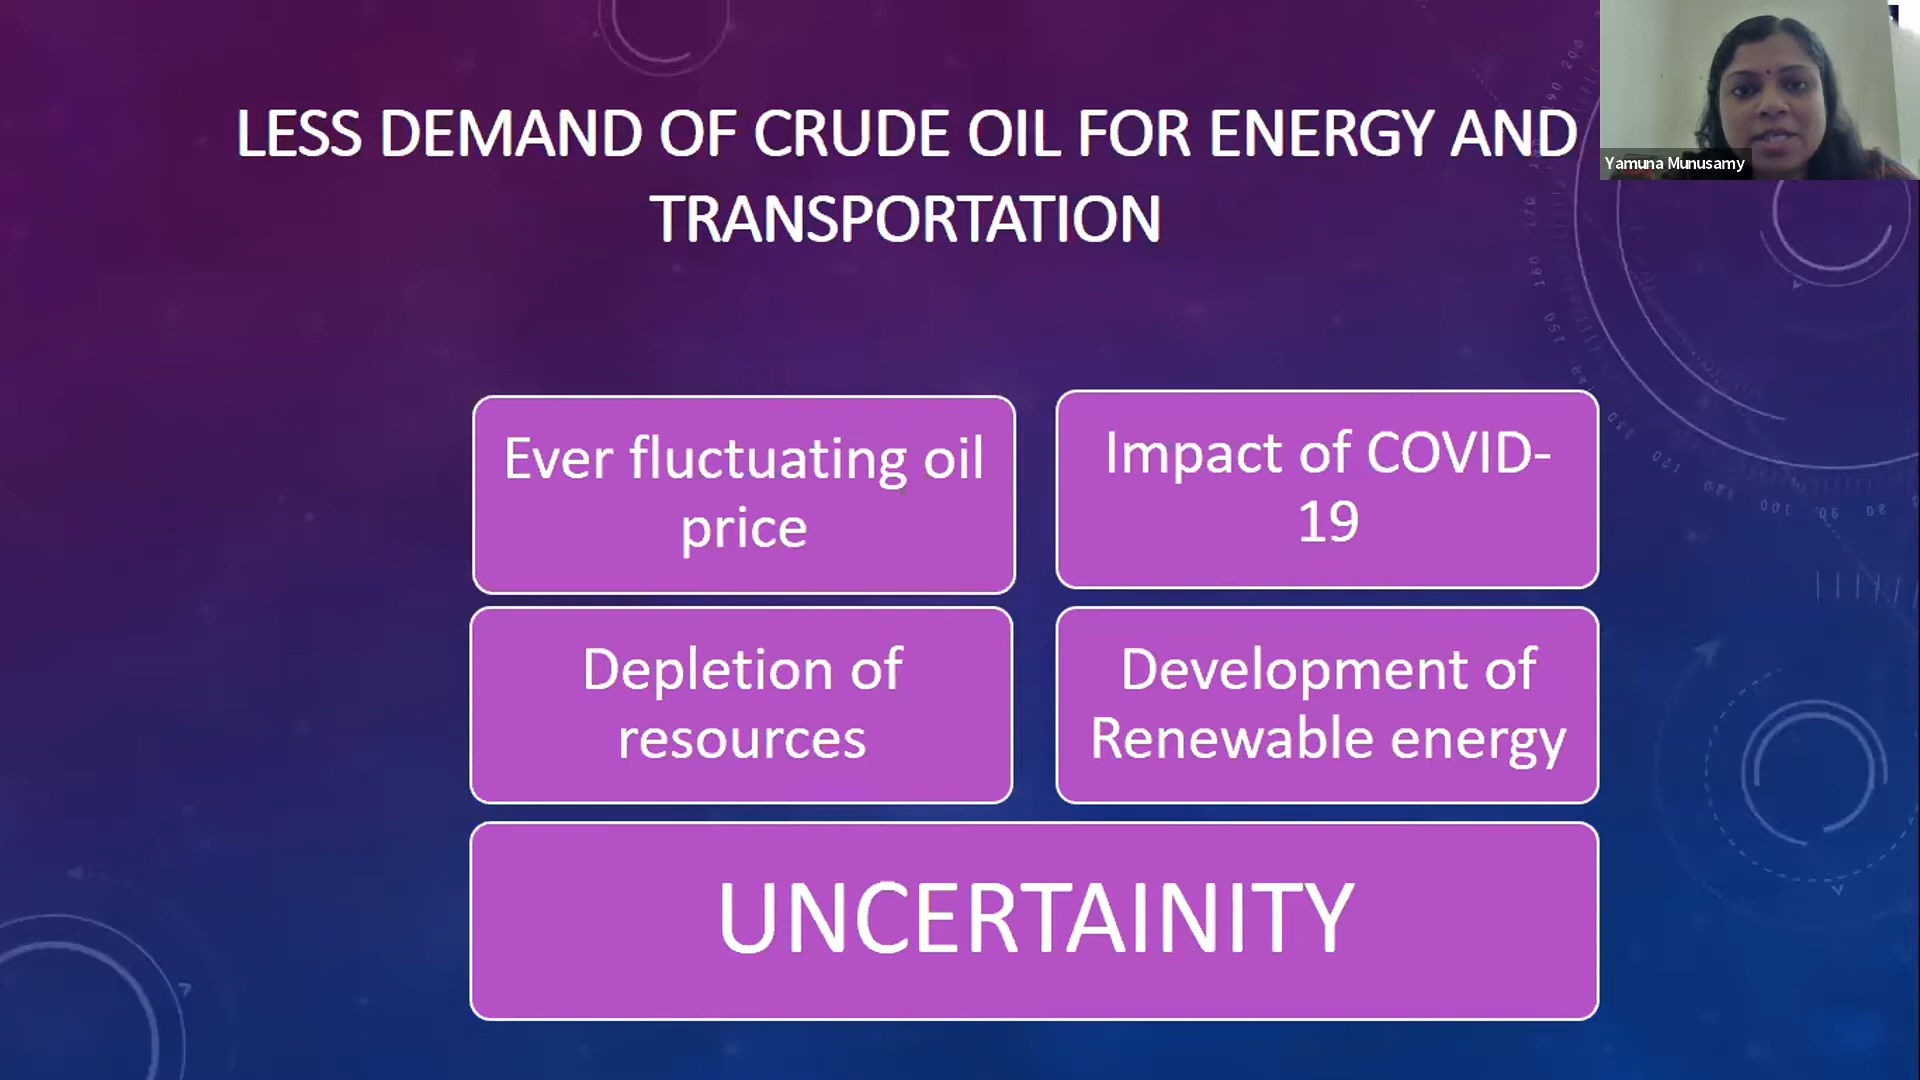 LESS DEMAND OF CRUDE OIL FOR ENERGY AND
TRANSPORTATION
Yamuna Munusamy
Ever fluctuating oil
price
Impact of COVID-
19
Depletion of
resources
Development of
Renewable energy
UNCERTAINITY